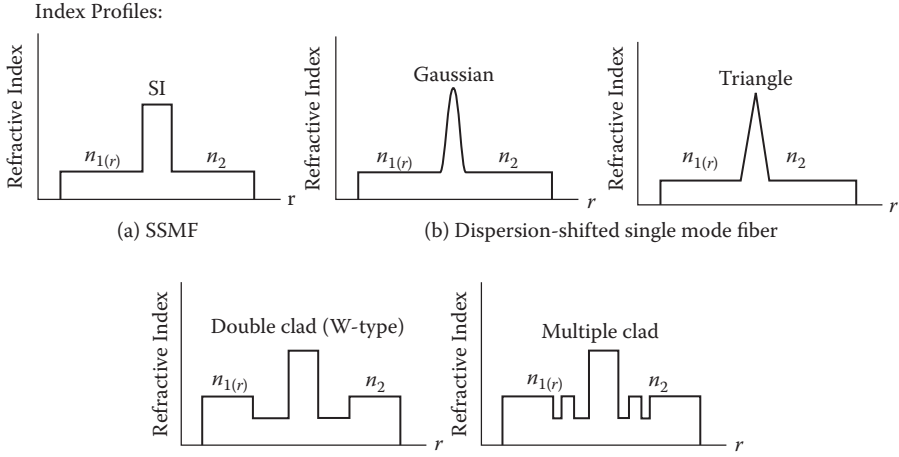 Index Profiles:
Refractive Index
SI
n1(r)
n2
r
(a) SSMF
Refractive Index
Gaussian
n1(r)
n2
r
Refractive Index
Triangle
n1(r)
n2
r
(b) Dispersion-shifted single mode fiber
Refractive Index
Double clad (W-type)
n1(r)
n2
r
Refractive Index
Multiple clad
n1(r)
n2
r